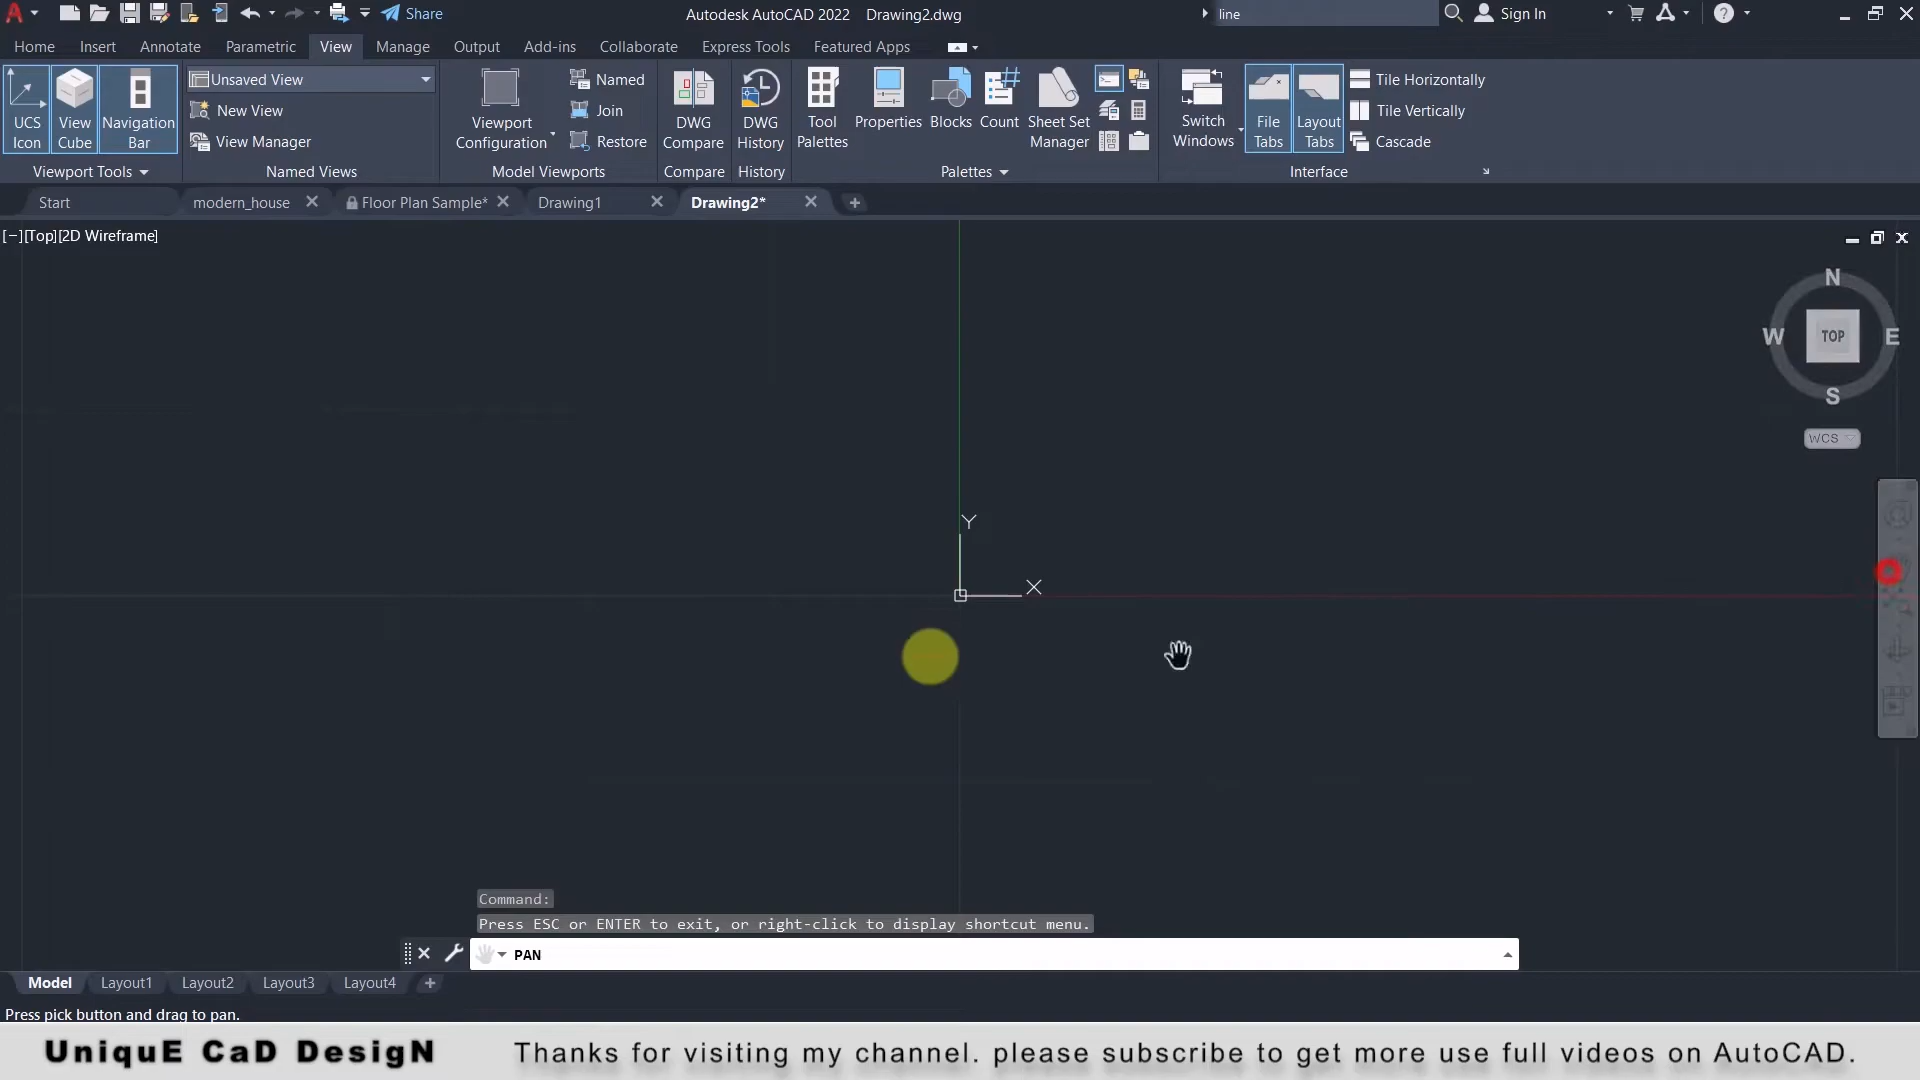 Share Autodesk AutoCAD 2022 Drawing2.dwg line Sign In
Home Insert Annotate Parametric View Manage Output Add-ins Collaborate Express Tools Featured Apps
UCS Icon
View Cube
Navigation Bar
Unsaved View
New View
View Manager
Viewport Configuration
Named
Join
Restore
DWG Compare
DWG History
Tool Palettes
Properties
Blocks
Count
Sheet Set Manager
Switch Windows
File Tabs
Layout Tabs
Tile Horizontally
Tile Vertically
Cascade
Viewport Tools Named Views Model Viewports Compare History Palettes Interface
Start modern_house Floor Plan Sample* Drawing1 Drawing2*
[−][Top][2D Wireframe]
N
W TOP E
S
WCS
Y
X
Command:
Press ESC or ENTER to exit, or right-click to display shortcut menu.
PAN
Model Layout1 Layout2 Layout3 Layout4
Press pick button and drag to pan.
UniquE CaD DesigN Thanks for visiting my channel. please subscribe to get more use full videos on AutoCAD.